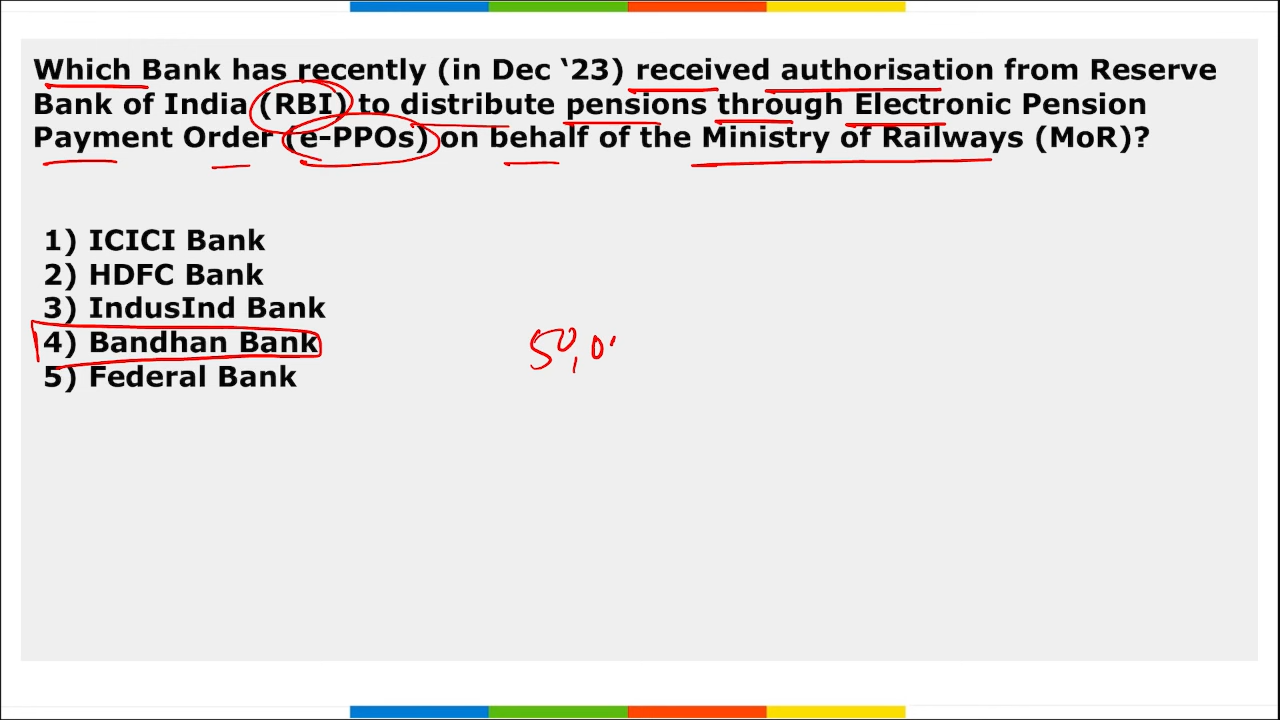 Which Bank has recently (in Dec ‘23) received authorisation from Reserve
Bank of India (RBI) to distribute pensions through Electronic Pension
Payment Order (e-PPOs) on behalf of the Ministry of Railways (MoR)?
1) ICICI Bank
2) HDFC Bank
3) IndusInd Bank
4) Bandhan Bank
5) Federal Bank
50,0